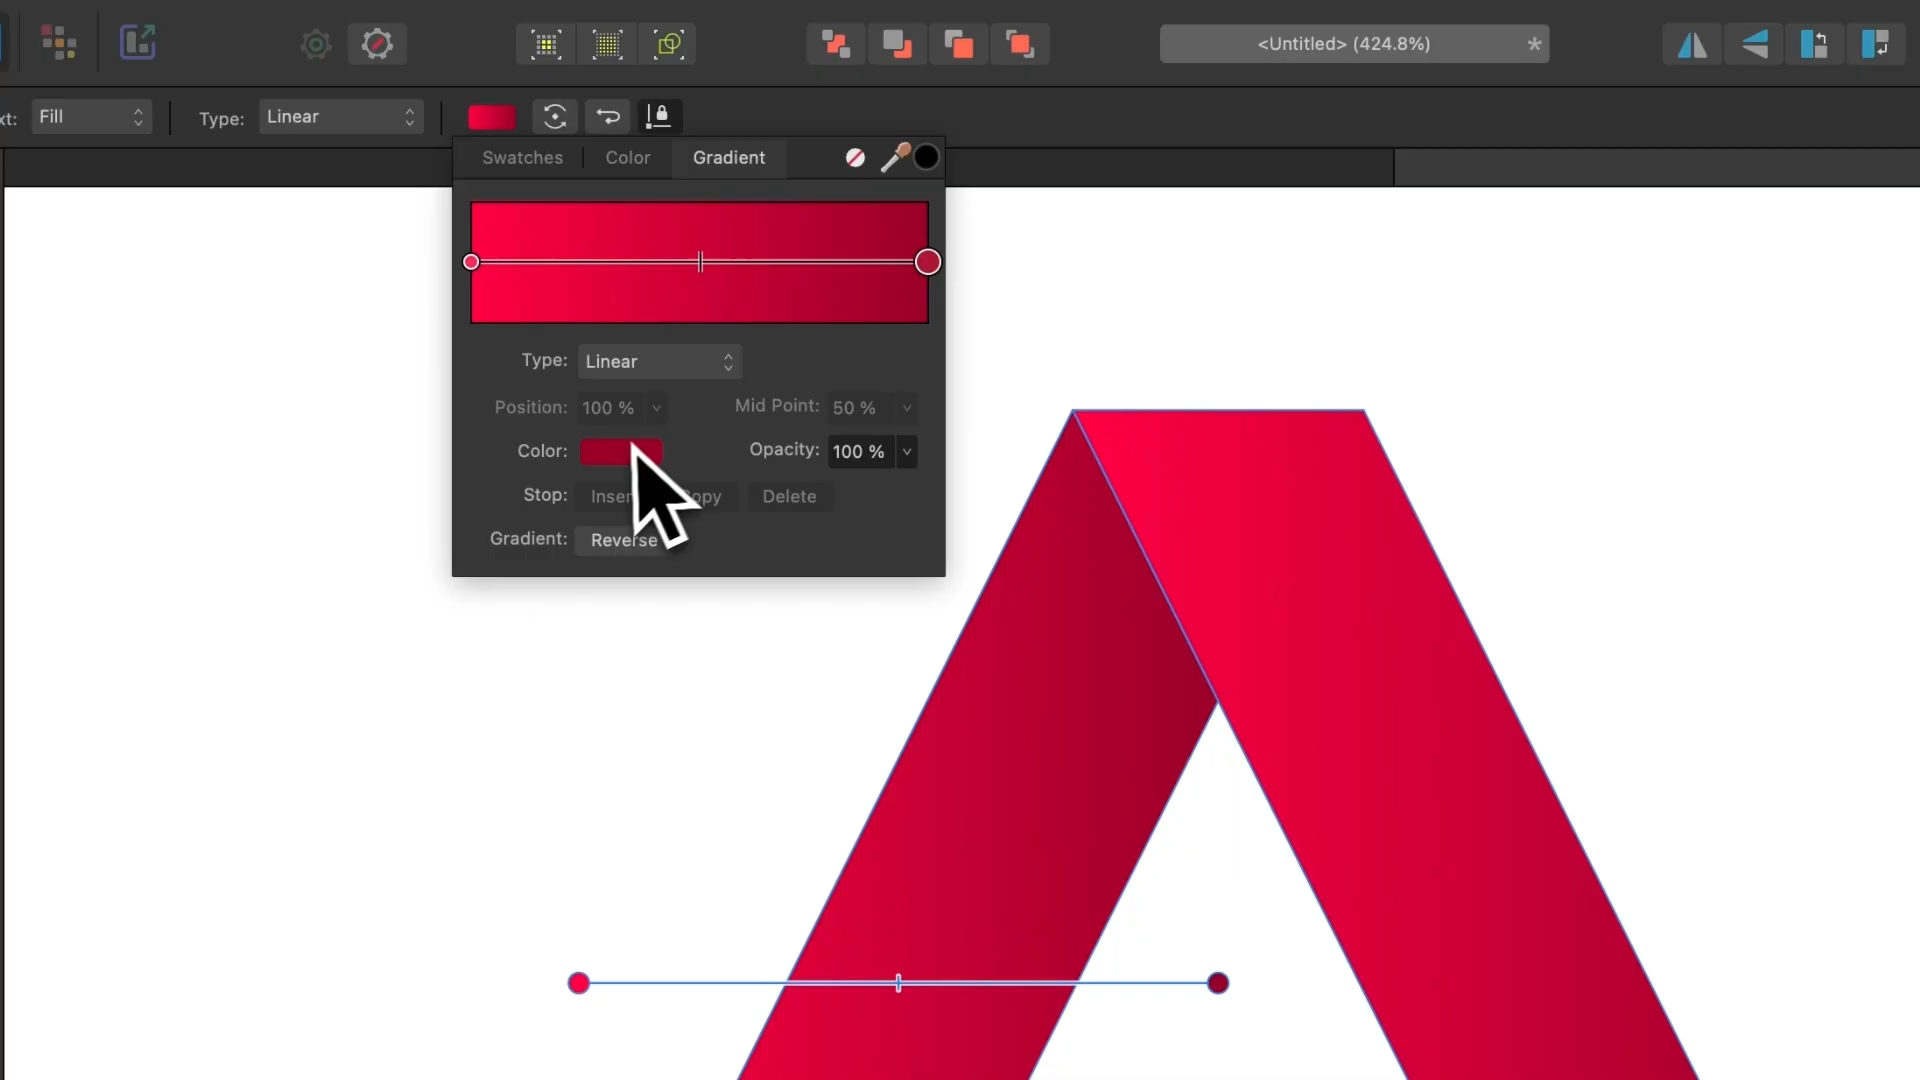 <Untitled> (424.8%) *
xt: Fill Type: Linear
Swatches Color Gradient
Type: Linear
Position: 100 % Mid Point: 50 %
Color: Opacity: 100 %
Stop: Delete
Gradient: Reverse